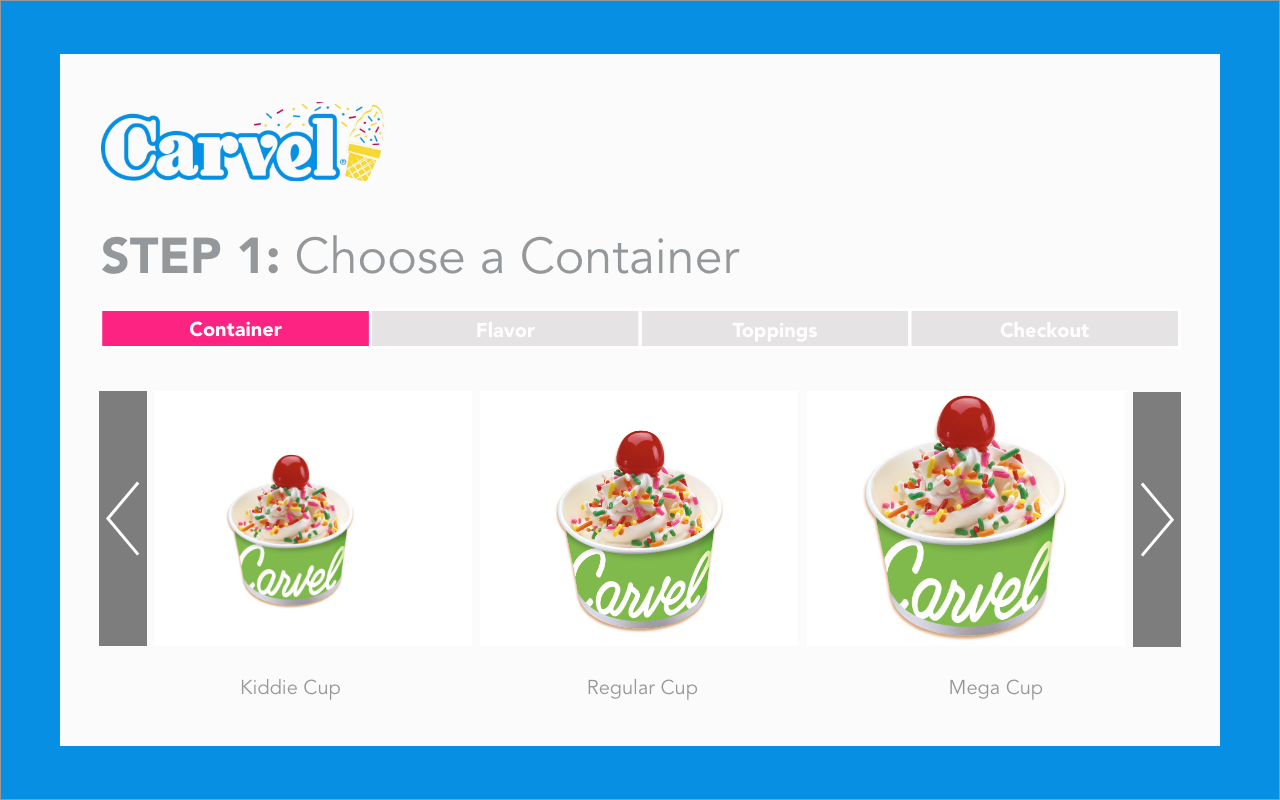 Carvel®
STEP 1: Choose a Container
Container Flavor Toppings Checkout
Carvel Carvel Carvel
Kiddie Cup Regular Cup Mega Cup